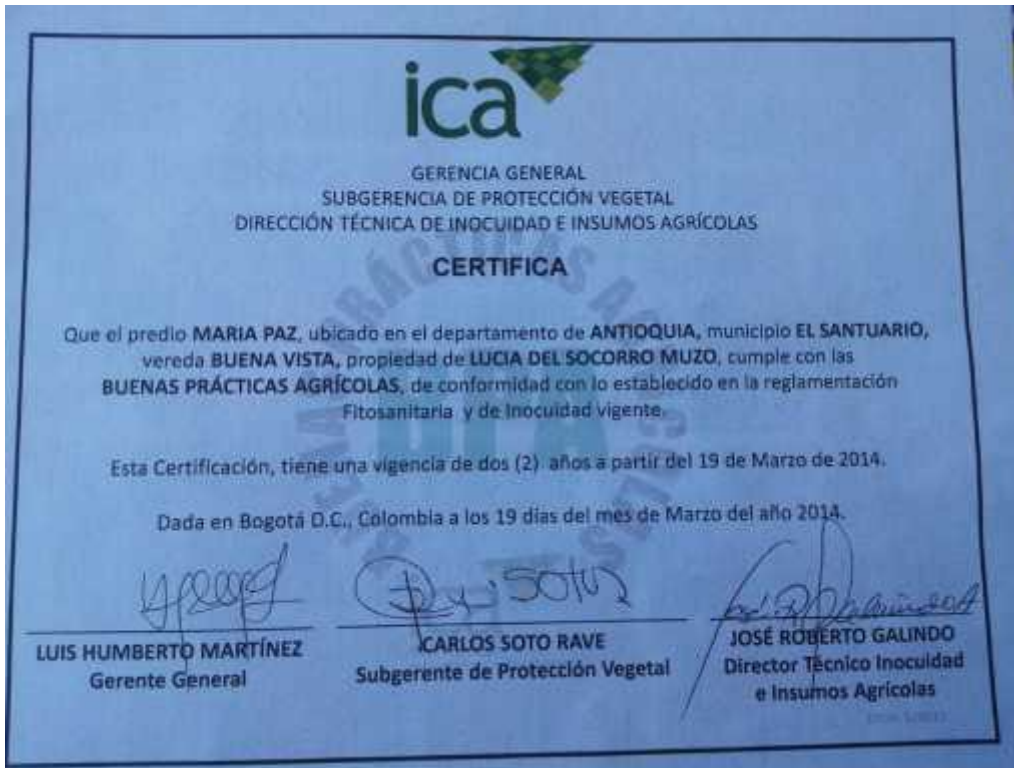 ica
GERENCIA GENERAL
SUBGERENCIA DE PROTECCIÓN VEGETAL
DIRECCIÓN TÉCNICA DE INOCUIDAD E INSUMOS AGRÍCOLAS
CERTIFICA
Que el predio MARIA PAZ, ubicado en el departamento de ANTIOQUIA, municipio EL SANTUARIO,
vereda BUENA VISTA, propiedad de LUCIA DEL SOCORRO MUZO, cumple con las
BUENAS PRÁCTICAS AGRÍCOLAS, de conformidad con lo establecido en la reglamentación
Fitosanitaria y de Inocuidad vigente.
Esta Certificación, tiene una vigencia de dos (2) años a partir del 19 de Marzo de 2014.
Dada en Bogotá D.C., Colombia a los 19 días del mes de Marzo del año 2014.
LUIS HUMBERTO MARTÍNEZ
Gerente General
CARLOS SOTO RAVE
Subgerente de Protección Vegetal
JOSÉ ROBERTO GALINDO
Director Técnico Inocuidad
e Insumos Agrícolas